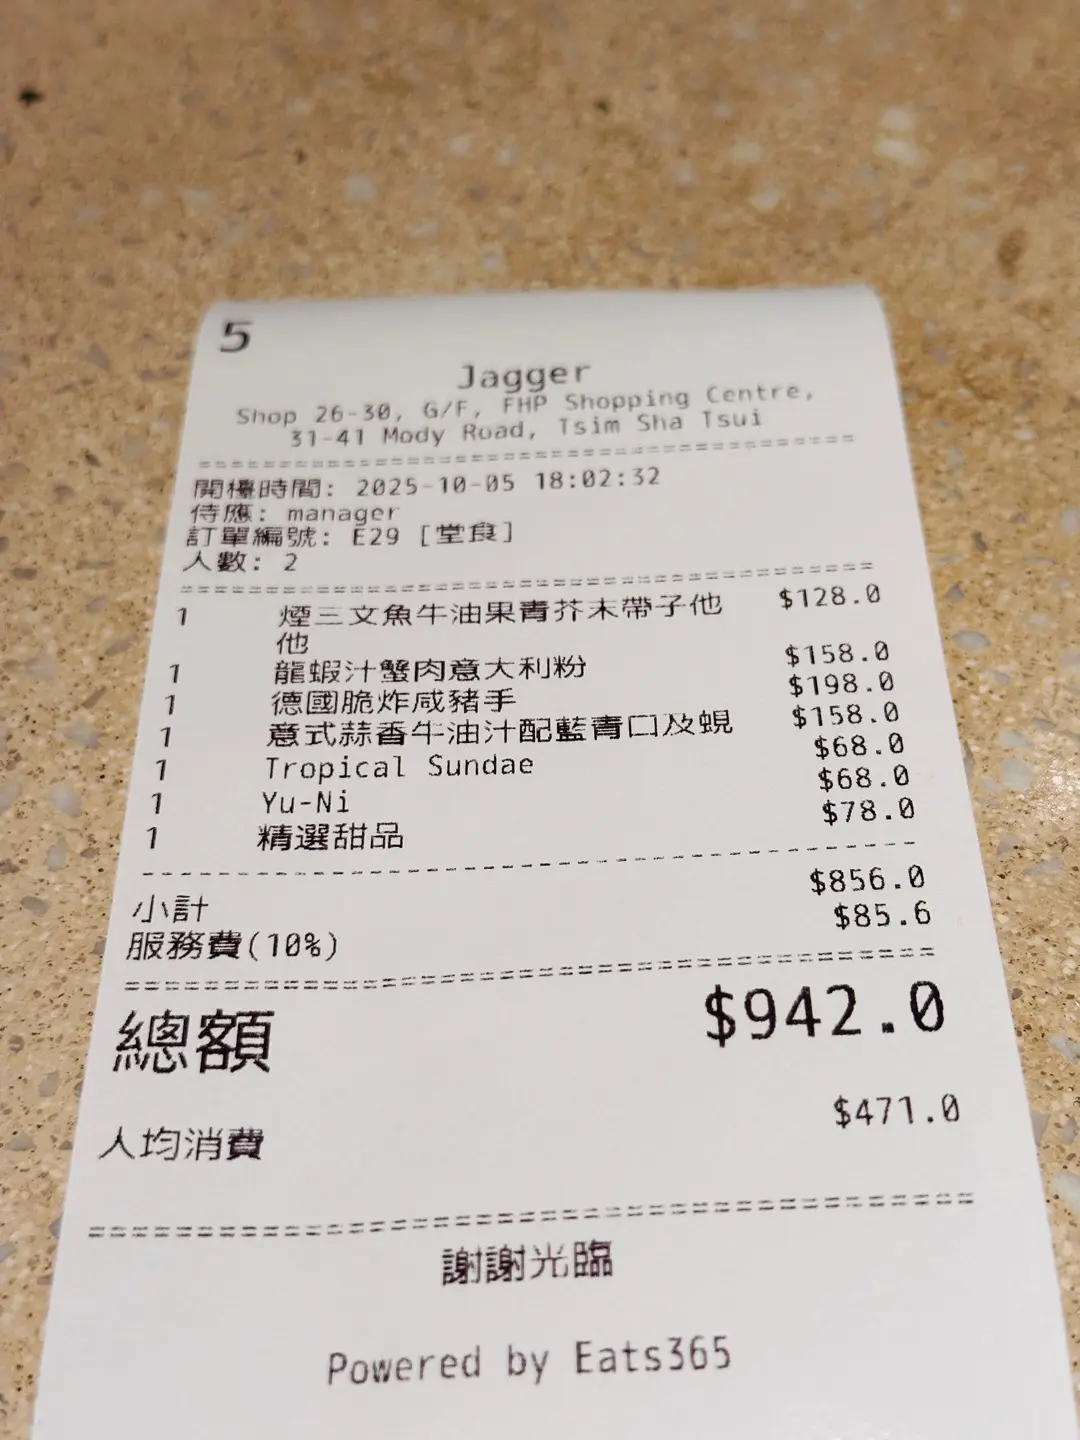 5
Jagger
Shop 26-30, G/F, FHP Shopping Centre,
31-41 Mody Road, Tsim Sha Tsui
開檯時間: 2025-10-05 18:02:32
侍應: manager
訂單編號: E29 [堂食]
人數: 2
1 煙三文魚牛油果青芥末帶子他 $128.0
他
1 龍蝦汁蟹肉意大利粉 $158.0
1 德國脆炸咸豬手 $198.0
1 意式蒜香牛油汁配藍青口及蜆 $158.0
1 Tropical Sundae $68.0
1 Yu-Ni $68.0
1 精選甜品 $78.0
小計 $856.0
服務費(10%) $85.6
總額 $942.0
人均消費 $471.0
謝謝光臨
Powered by Eats365